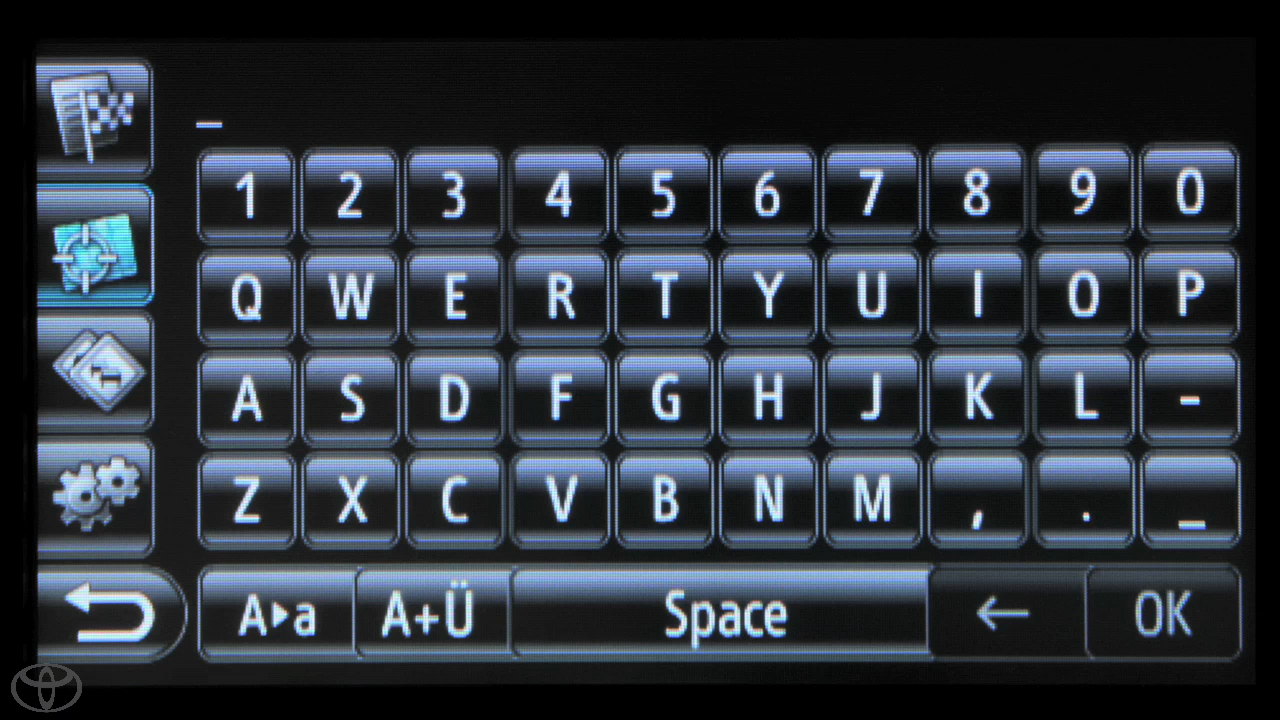 _
1 2 3 4 5 6 7 8 9 0
Q W E R T Y U I O P
A S D F G H J K L -
Z X C V B N M , . _
A▸a A+Ü Space ← OK